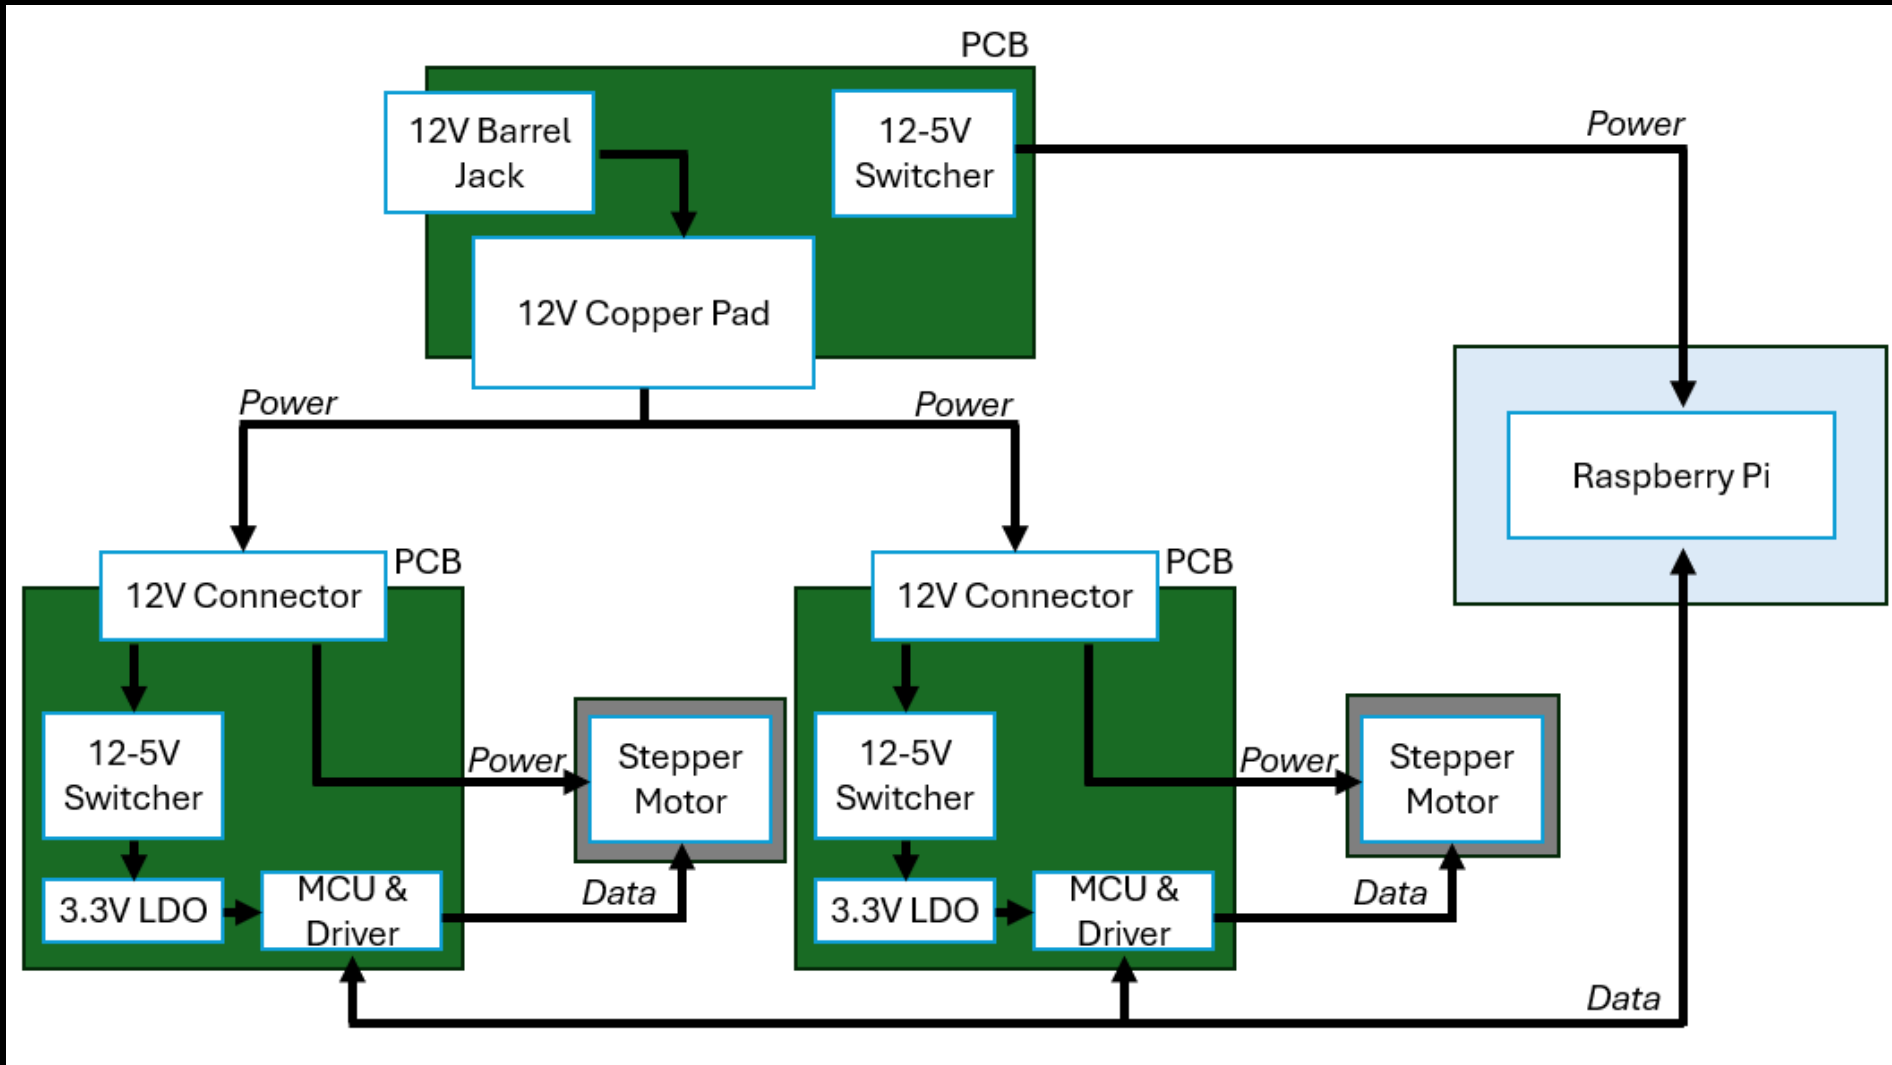 PCB
12V Barrel
Jack
12-5V
Switcher
Power
12V Copper Pad
Power
Power
Raspberry Pi
12V Connector
PCB
12V Connector
PCB
12-5V
Switcher
Power
Stepper
Motor
12-5V
Switcher
Power
Stepper
Motor
3.3V LDO
MCU &
Driver
Data
3.3V LDO
MCU &
Driver
Data
Data